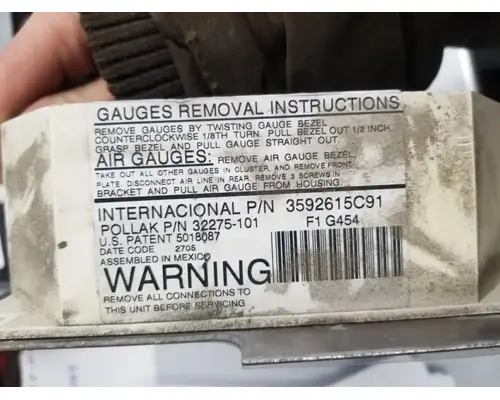 GAUGES REMOVAL INSTRUCTIONS
REMOVE GAUGES BY TWISTING GAUGE BEZEL
COUNTERCLOCKWISE 1/8TH TURN. PULL BEZEL OUT 1/2 INCH.
GRASP BEZEL AND PULL GAUGE STRAIGHT OUT.
AIR GAUGES: REMOVE AIR GAUGE BEZEL,
TAKE OUT ALL OTHER GAUGES IN CLUSTER, AND REMOVE FRONT
PLATE. DISCONNECT AIR LINE IN REAR. REMOVE 3 SCREWS IN
BRACKET AND PULL AIR GAUGE FROM HOUSING.
INTERNACIONAL P/N 3592615C91
POLLAK P/N 32275-101 F1 G454
U.S. PATENT 5018087
DATE CODE 2706
ASSEMBLED IN MEXICO
WARNING
REMOVE ALL CONNECTIONS TO
THIS UNIT BEFORE SERVICING